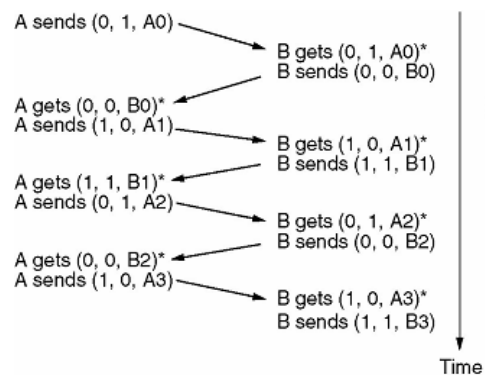 A sends (0, 1, A0)
B gets (0, 1, A0)*
B sends (0, 0, B0)
A gets (0, 0, B0)*
A sends (1, 0, A1)
B gets (1, 0, A1)*
B sends (1, 1, B1)
A gets (1, 1, B1)*
A sends (0, 1, A2)
B gets (0, 1, A2)*
B sends (0, 0, B2)
A gets (0, 0, B2)*
A sends (1, 0, A3)
B gets (1, 0, A3)*
B sends (1, 1, B3)
Time